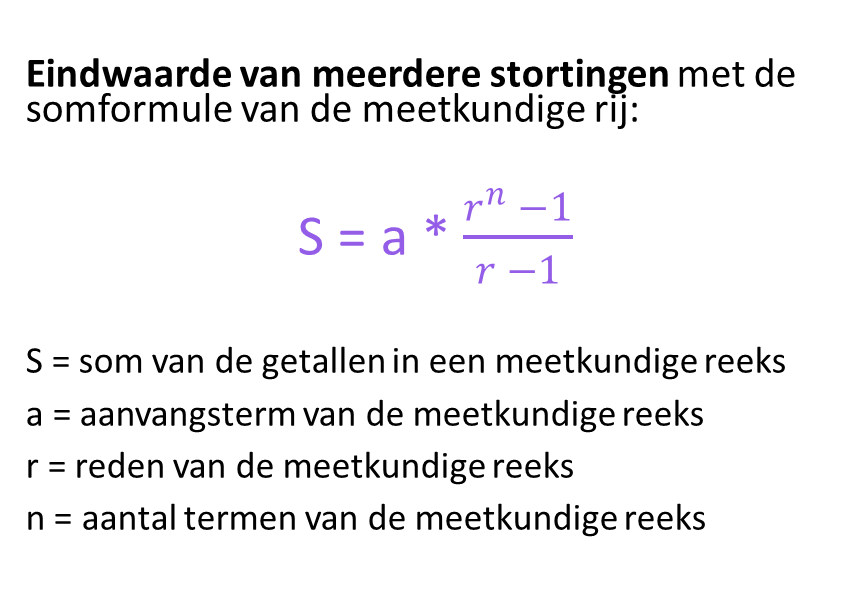 Eindwaarde van meerdere stortingen met de
somformule van de meetkundige rij:
S = a * \frac{r^n - 1}{r - 1}
S = som van de getallen in een meetkundige reeks
a = aanvangsterm van de meetkundige reeks
r = reden van de meetkundige reeks
n = aantal termen van de meetkundige reeks